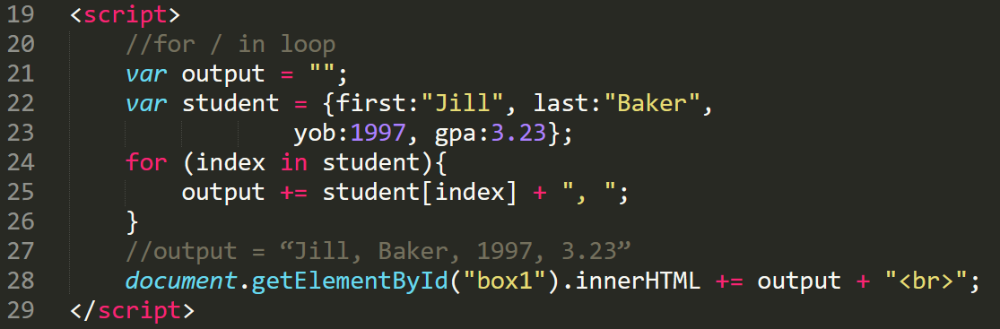 19 <script>
20 //for / in loop
21 var output = "";
22 var student = {first:"Jill", last:"Baker",
23 yob:1997, gpa:3.23};
24 for (index in student){
25 output += student[index] + ", ";
26 }
27 //output = “Jill, Baker, 1997, 3.23”
28 document.getElementById("box1").innerHTML += output + "<br>";
29 </script>